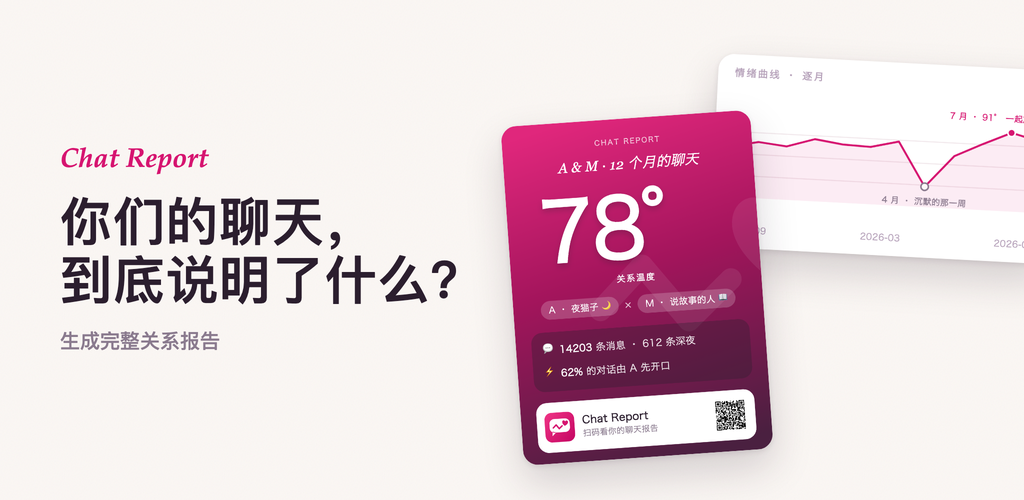 Chat Report
你们的聊天，
到底说明了什么？
生成完整关系报告
情绪曲线 · 逐月
7 月 · 91°
4 月 · 沉默的那一周
2026-03
CHAT REPORT
A & M · 12 个月的聊天
78°
关系温度
A · 夜猫子🌙 × M · 说故事的人📖
💬 14203 条消息 · 612 条深夜
⚡ 62% 的对话由 A 先开口
Chat Report
扫码看你的聊天报告